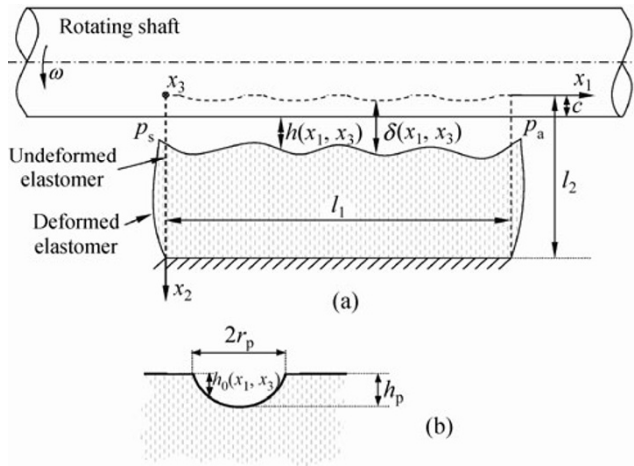 Rotating shaft
ω
x₃
x₁
c
pₛ
h(x₁, x₃)
δ(x₁, x₃)
pₐ
Undeformed
elastomer
l₂
Deformed
elastomer
l₁
x₂
(a)
2rₚ
h₀(x₁, x₃)
hₚ
(b)